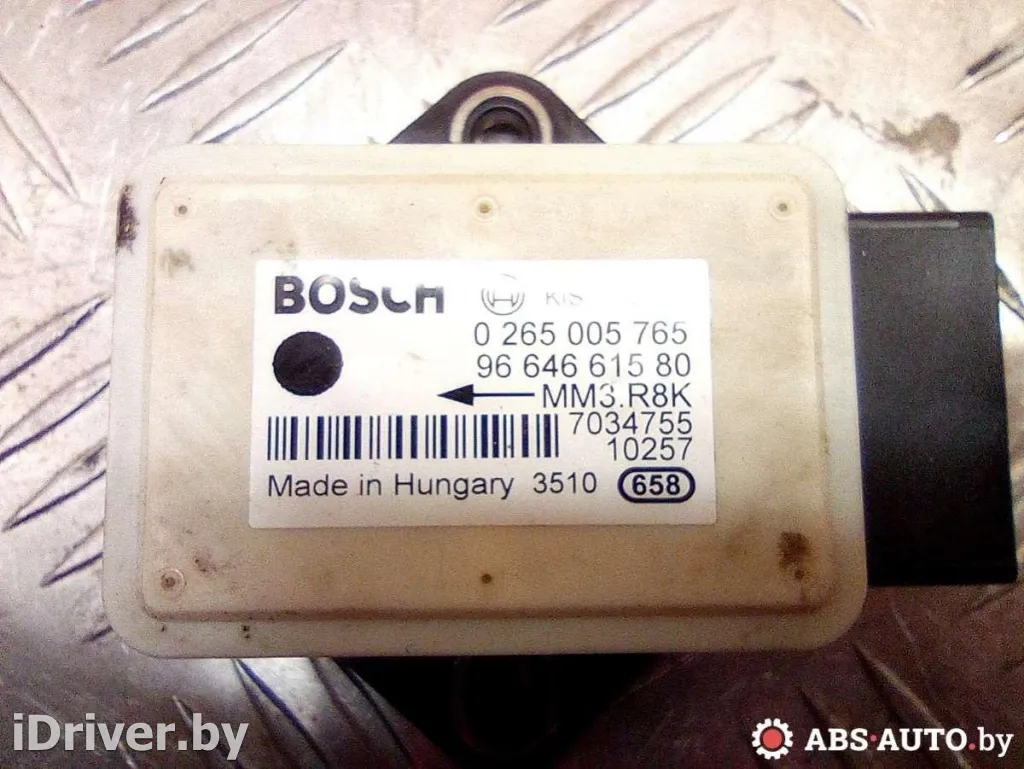 BOSCH KIS
0 265 005 765
96 646 615 80
MM3.R8K
7034755
10257
Made in Hungary 3510 658
iDriver.by
ABS-AUTO.by